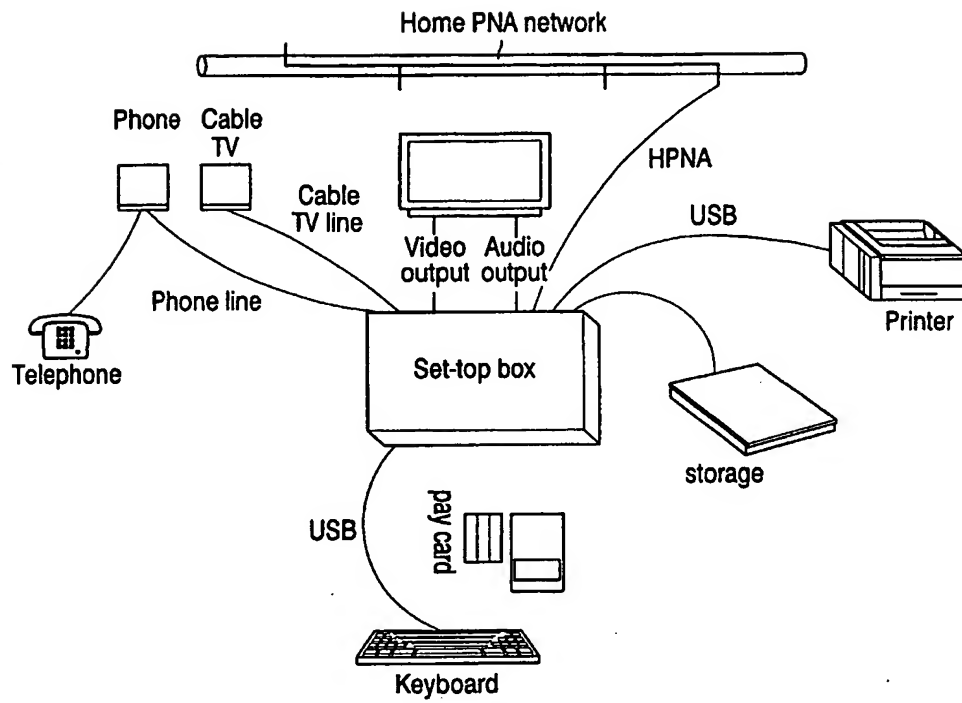 Home PNA network
Phone
Cable
TV
HPNA
Cable
TV line
USB
Video
output
Audio
output
Phone line
Printer
Telephone
Set-top box
storage
pay card
USB
Keyboard